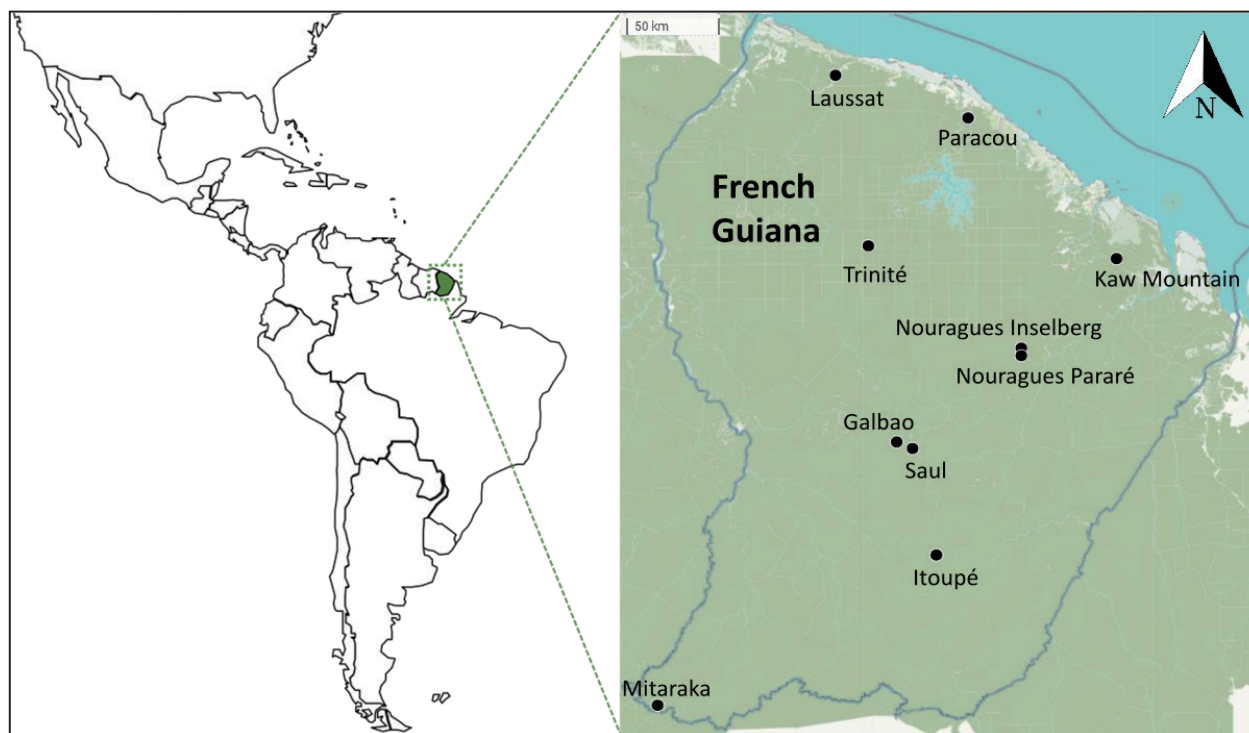 50 km
N
Laussat
Paracou
French
Guiana
Trinité
Kaw Mountain
Nouragues Inselberg
Nouragues Pararé
Galbao
Saul
Itoupé
Mitaraka